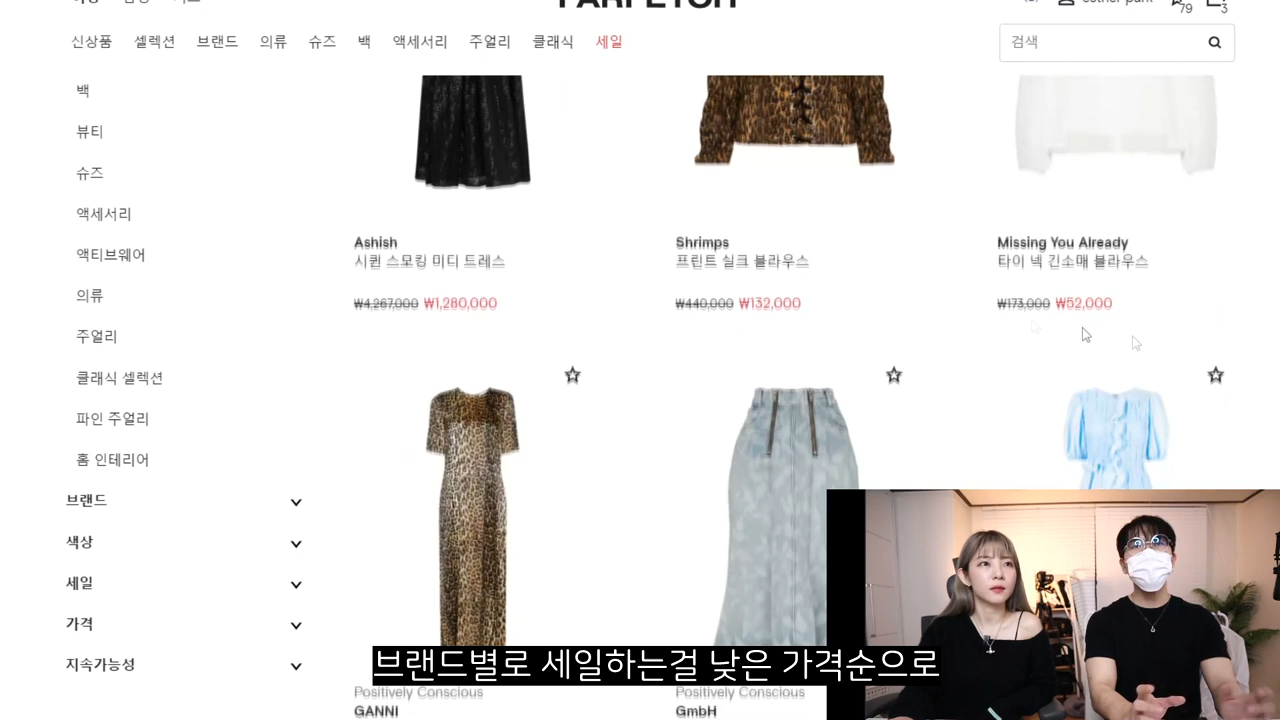 FARFETCH
esther park
79
3
신상품 셀렉션 브랜드 의류 슈즈 백 액세서리 주얼리 클래식 세일
검색
백
뷰티
슈즈
액세서리
액티브웨어
의류
주얼리
클래식 셀렉션
파인 주얼리
홈 인테리어
브랜드
색상
세일
가격
지속가능성
Ashish
시퀸 스모킹 미디 드레스
₩4,267,000 ₩1,280,000
Shrimps
프린트 실크 블라우스
₩440,000 ₩132,000
Missing You Already
타이 넥 긴소매 블라우스
₩173,000 ₩52,000
브랜드별로 세일하는걸 낮은 가격순으로
Positively Conscious
GANNI
Positively Conscious
GmbH